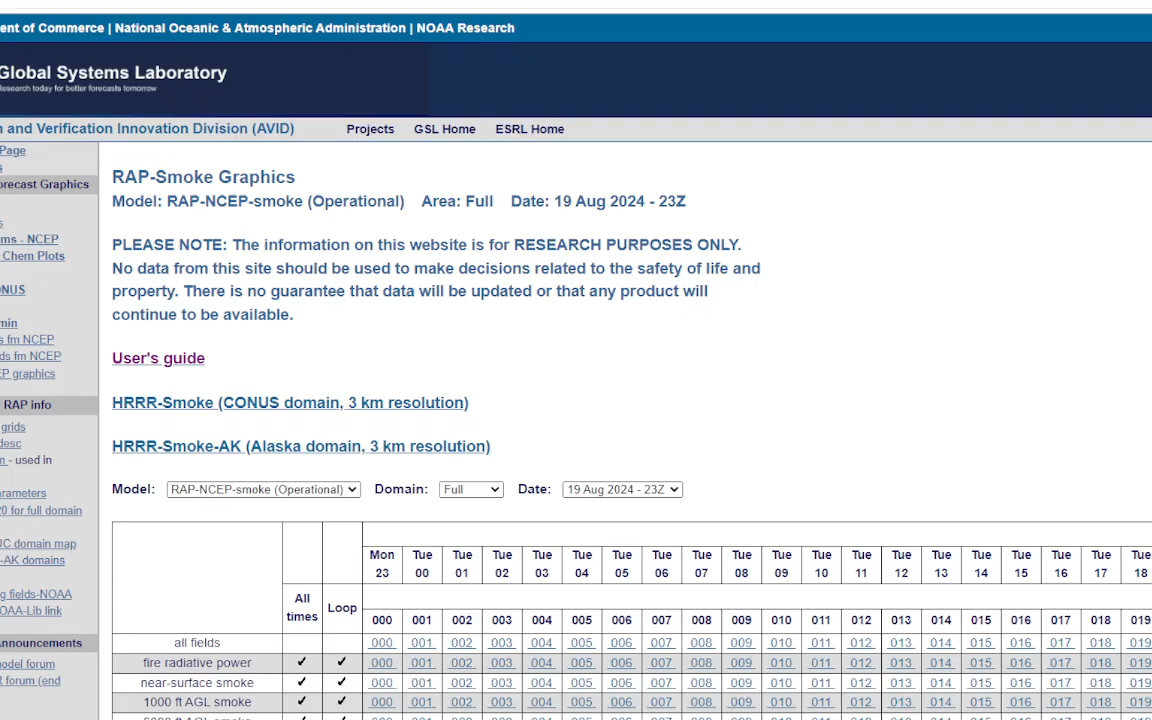 ent of Commerce | National Oceanic & Atmospheric Administration | NOAA Research
Global Systems Laboratory
Research today for better forecasts tomorrow
n and Verification Innovation Division (AVID) Projects GSL Home ESRL Home
Page
s
orecast Graphics
s
ms - NCEP
Chem Plots
ONUS
min
s fm NCEP
ds fm NCEP
EP graphics
RAP info
grids
desc
m - used in
arameters
20 for full domain
UC domain map
-AK domains
g fields-NOAA
OAA-Lib link
Announcements
model forum
R forum (end
RAP-Smoke Graphics
Model: RAP-NCEP-smoke (Operational) Area: Full Date: 19 Aug 2024 - 23Z
PLEASE NOTE: The information on this website is for RESEARCH PURPOSES ONLY.
No data from this site should be used to make decisions related to the safety of life and
property. There is no guarantee that data will be updated or that any product will
continue to be available.
User's guide
HRRR-Smoke (CONUS domain, 3 km resolution)
HRRR-Smoke-AK (Alaska domain, 3 km resolution)
Model: RAP-NCEP-smoke (Operational) Domain: Full Date: 19 Aug 2024 - 23Z
Mon Tue Tue Tue Tue Tue Tue Tue Tue Tue Tue Tue Tue Tue Tue Tue Tue Tue Tue Tue
23 00 01 02 03 04 05 06 07 08 09 10 11 12 13 14 15 16 17 18
All times Loop 000 001 002 003 004 005 006 007 008 009 010 011 012 013 014 015 016 017 018 019
all fields 000 001 002 003 004 005 006 007 008 009 010 011 012 013 014 015 016 017 018 019
fire radiative power ✓ ✓ 000 001 002 003 004 005 006 007 008 009 010 011 012 013 014 015 016 017 018 019
near-surface smoke ✓ ✓ 000 001 002 003 004 005 006 007 008 009 010 011 012 013 014 015 016 017 018 019
1000 ft AGL smoke ✓ ✓ 000 001 002 003 004 005 006 007 008 009 010 011 012 013 014 015 016 017 018 019